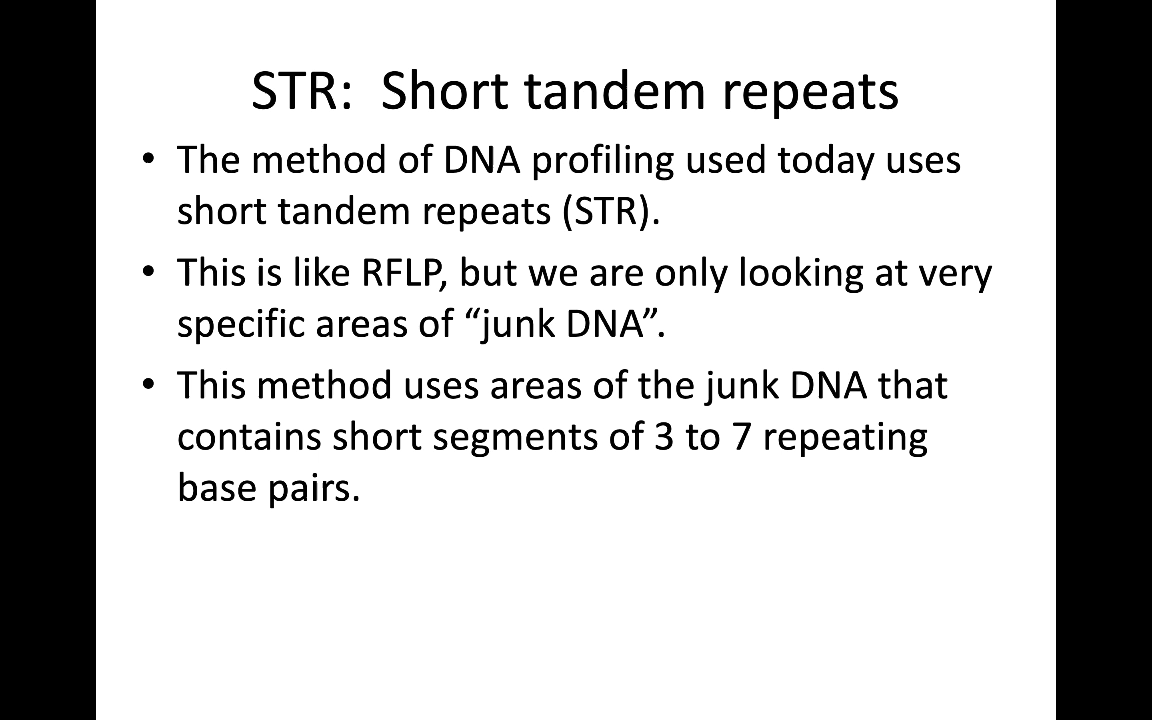 STR:  Short tandem repeats
• The method of DNA profiling used today uses
short tandem repeats (STR).
• This is like RFLP, but we are only looking at very
specific areas of “junk DNA”.
• This method uses areas of the junk DNA that
contains short segments of 3 to 7 repeating
base pairs.